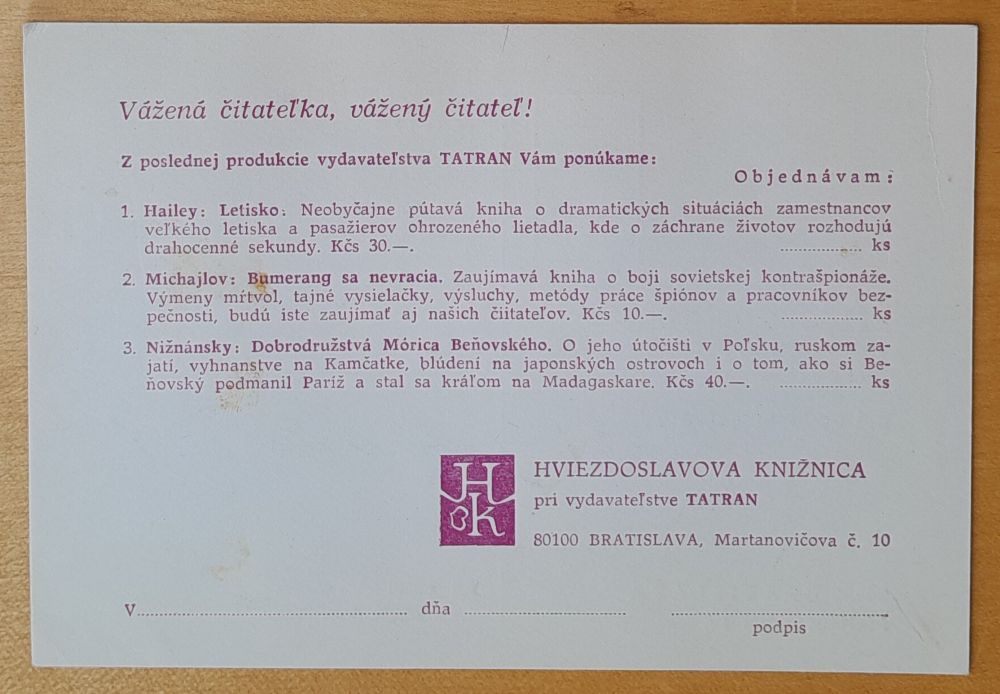 Vážená čitateľka, vážený čitateľ!
Z poslednej produkcie vydavateľstva TATRAN Vám ponúkame:
Objednávam:
1. Hailey: Letisko: Neobyčajne pútavá kniha o dramatických situáciách zamestnancov
veľkého letiska a pasažierov ohrozeného lietadla, kde o záchrane životov rozhodujú
drahocenné sekundy. Kčs 30.—. .................. ks
2. Michajlov: Bumerang sa nevracia. Zaujímavá kniha o boji sovietskej kontrašpionáže.
Výmeny mŕtvol, tajné vysielačky, výsluchy, metódy práce špiónov a pracovníkov bez-
pečnosti, budú iste zaujímať aj našich čiitateľov. Kčs 10.—. .................. ks
3. Nižnánsky: Dobrodružstvá Mórica Beňovského. O jeho útočišti v Poľsku, ruskom za-
jatí, vyhnanstve na Kamčatke, blúdení na japonských ostrovoch i o tom, ako si Be-
ňovský podmanil Paríž a stal sa kráľom na Madagaskare. Kčs 40.—. .................. ks
HK
HVIEZDOSLAVOVA KNIŽNICA
pri vydavateľstve TATRAN
80100 BRATISLAVA, Martanovičova č. 10
V............................ dňa ............................ ............................
podpis